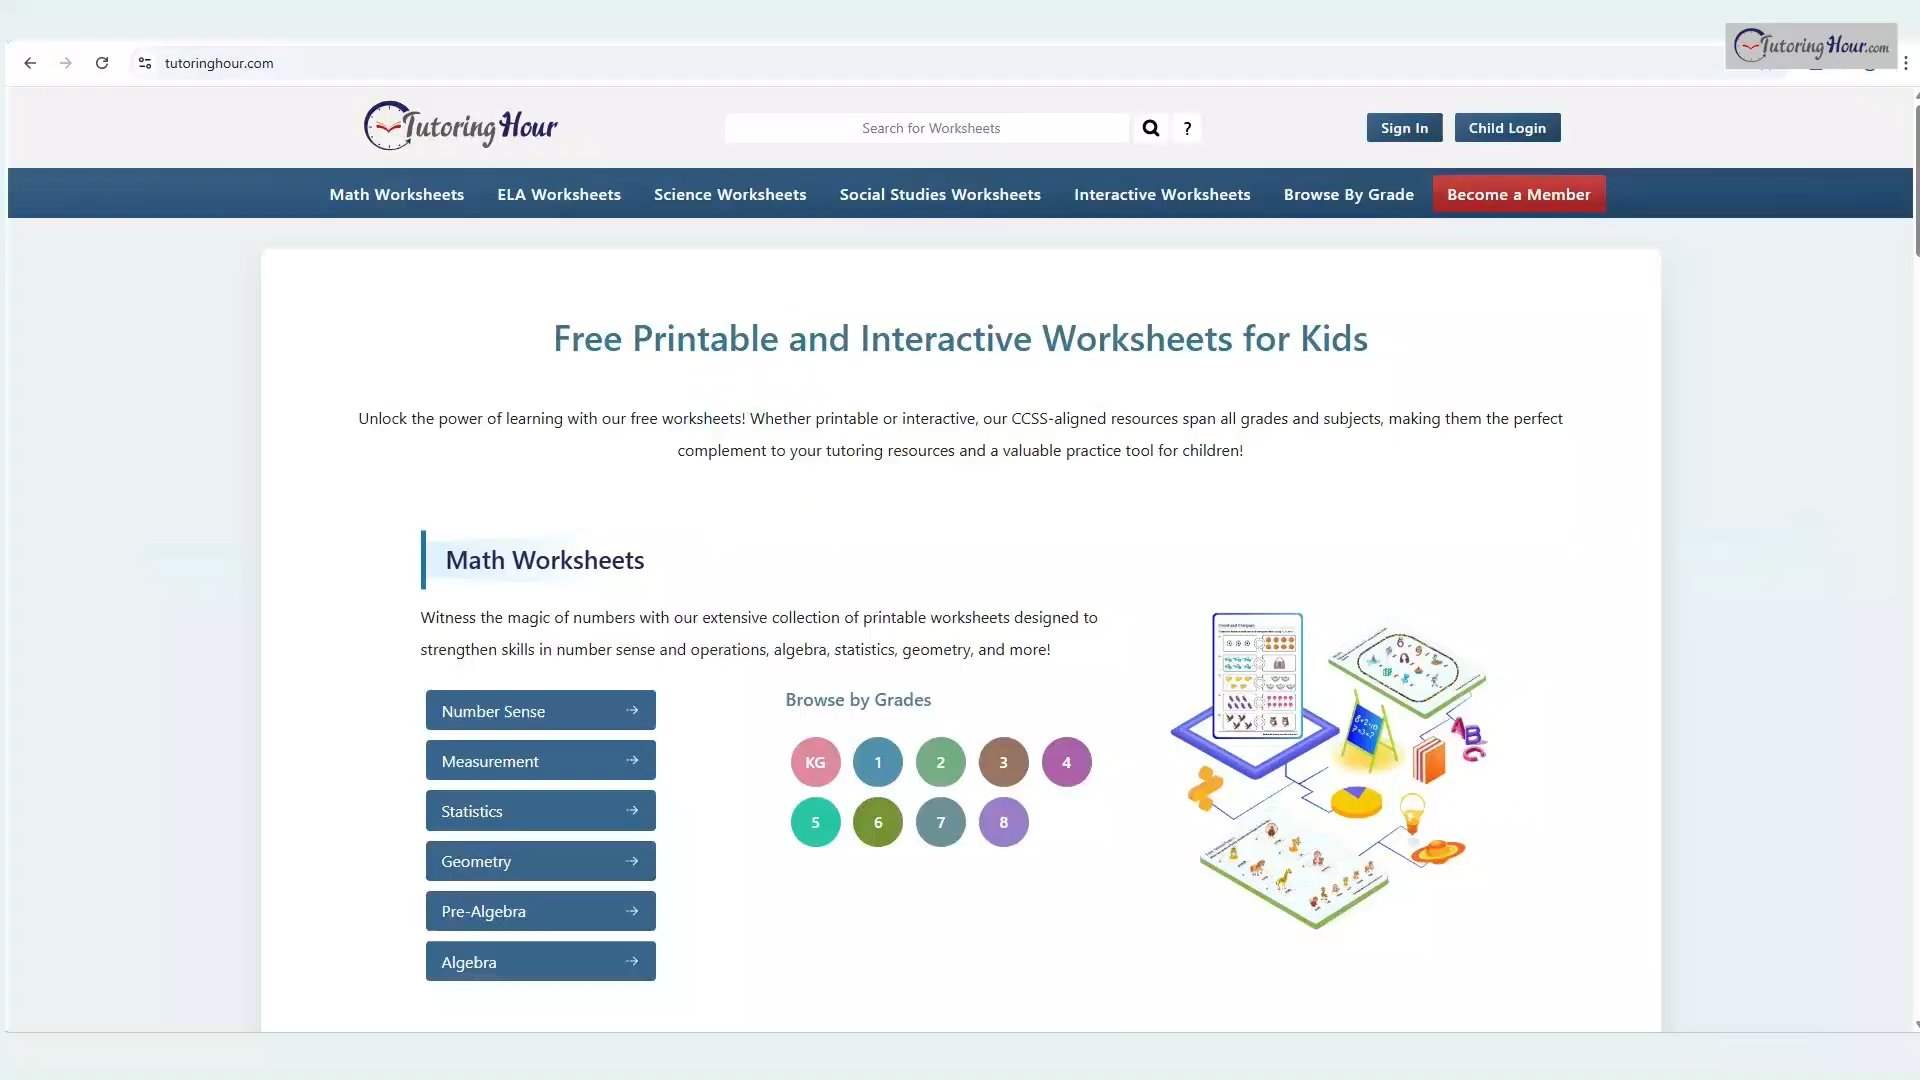 tutoringhour.com
Tutoring Hour.com
Tutoring Hour
Search for Worksheets
?
Sign In
Child Login
Math Worksheets
ELA Worksheets
Science Worksheets
Social Studies Worksheets
Interactive Worksheets
Browse By Grade
Become a Member
Free Printable and Interactive Worksheets for Kids
Unlock the power of learning with our free worksheets! Whether printable or interactive, our CCSS-aligned resources span all grades and subjects, making them the perfect
complement to your tutoring resources and a valuable practice tool for children!
Math Worksheets
Witness the magic of numbers with our extensive collection of printable worksheets designed to
strengthen skills in number sense and operations, algebra, statistics, geometry, and more!
Number Sense
Measurement
Statistics
Geometry
Pre-Algebra
Algebra
Browse by Grades
KG 1 2 3 4
5 6 7 8
A B C